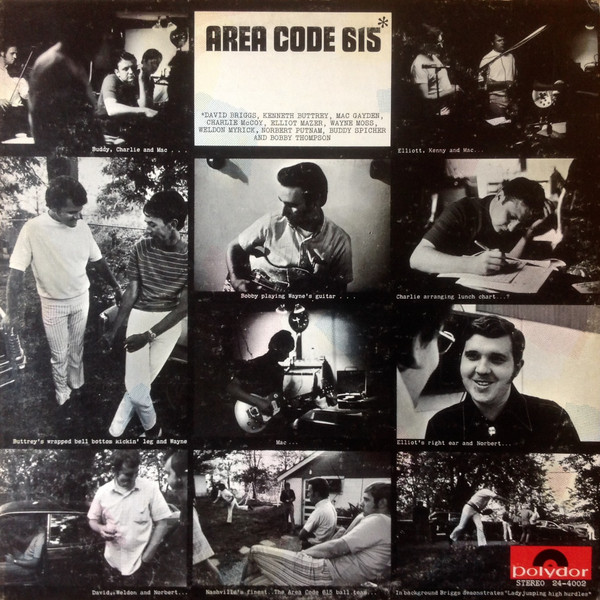 AREA CODE 615*
*DAVID BRIGGS, KENNETH BUTTREY, MAC GAYDEN,
CHARLIE McCOY, ELLIOT MAZER, WAYNE MOSS,
WELDON MYRICK, NORBERT PUTNAM, BUDDY SPICHER
AND BOBBY THOMPSON
Buddy, Charlie and Mac ...
Elliott, Kenny and Mac...
Bobby playing Wayne's guitar . . .
Charlie arranging lunch chart...?
Buttrey's wrapped bell bottom kickin' leg and Wayne
Mac...
Elliot's right ear and Norbert...
David, Weldon and Norbert...
Nashville's finest. The Area Code 615 ball team...
In background Briggs demonstrates "Lady jumping high hurdles"
polydor
STEREO 24-4002